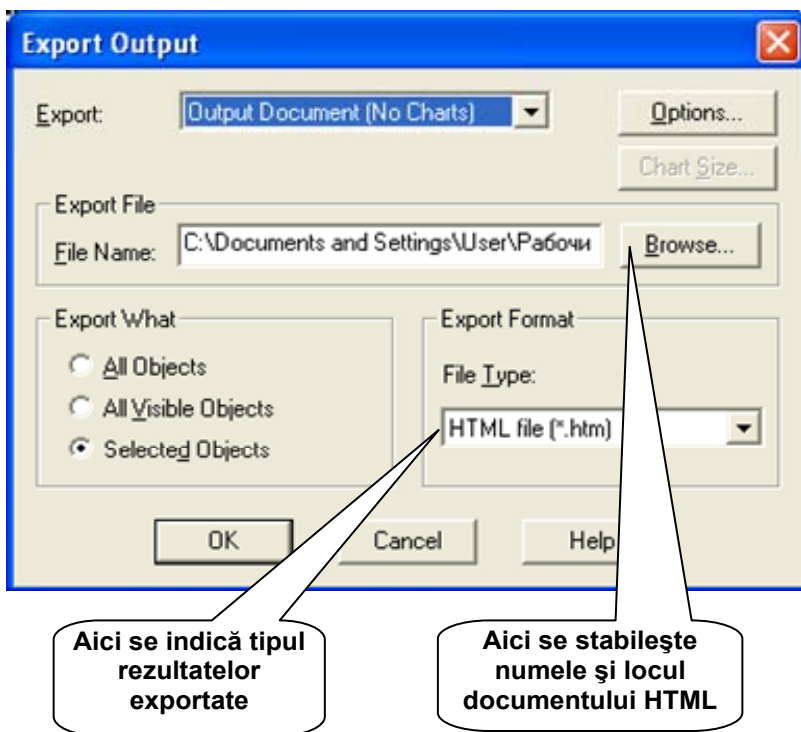 Export Output
Export: Output Document (No Charts) Options...
Chart Size...
Export File
File Name: C:\Documents and Settings\User\Рабочи Browse...
Export What Export Format
All Objects
File Type:
All Visible Objects
HTML file (*.htm)
Selected Objects
OK Cancel Help
Aici se indică tipul
rezultatelor
exportate
Aici se stabileşte
numele şi locul
documentului HTML